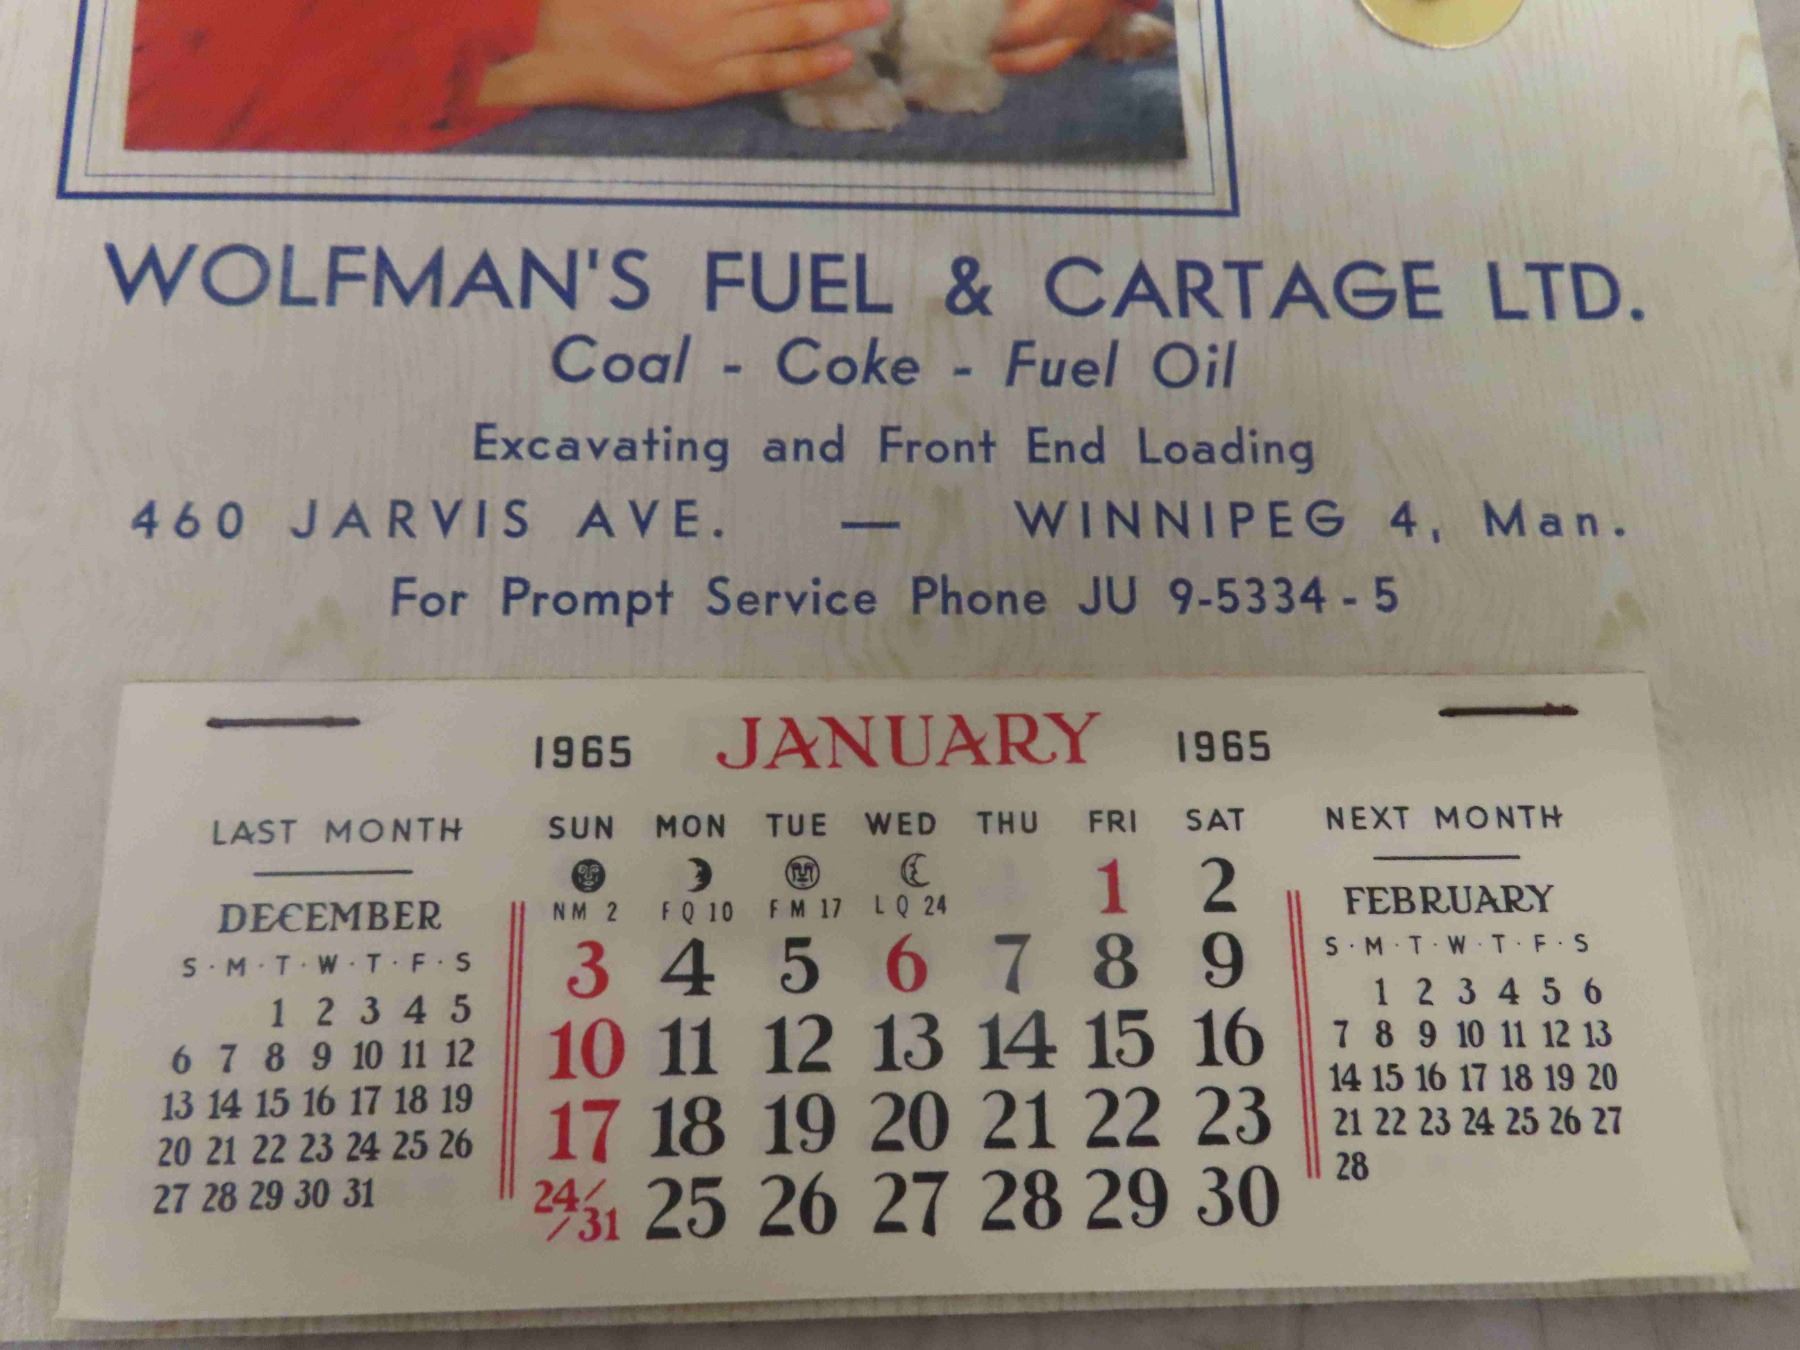 WOLFMAN'S FUEL & CARTAGE LTD.
Coal - Coke - Fuel Oil
Excavating and Front End Loading
460 JARVIS AVE. — WINNIPEG 4, Man.
For Prompt Service Phone JU 9-5334-5
1965 JANUARY 1965
LAST MONTH
DECEMBER
S · M · T · W · T · F · S
1 2 3 4 5
6 7 8 9 10 11 12
13 14 15 16 17 18 19
20 21 22 23 24 25 26
27 28 29 30 31
SUN MON TUE WED THU FRI SAT
NM 2 FQ 10 FM 17 LQ 24 1 2
3 4 5 6 7 8 9
10 11 12 13 14 15 16
17 18 19 20 21 22 23
24/31 25 26 27 28 29 30
NEXT MONTH
FEBRUARY
S · M · T · W · T · F · S
1 2 3 4 5 6
7 8 9 10 11 12 13
14 15 16 17 18 19 20
21 22 23 24 25 26 27
28